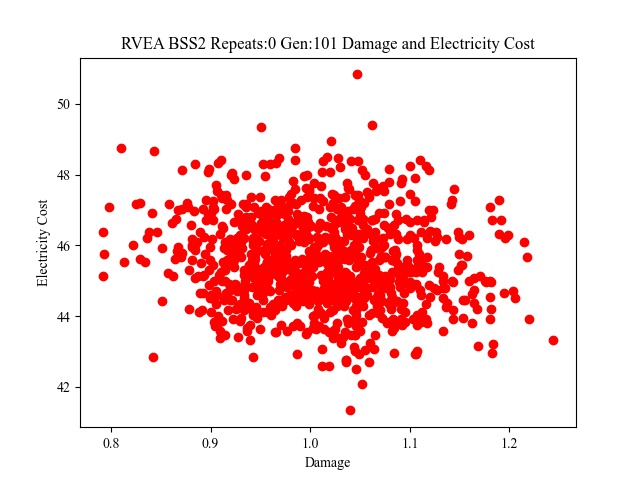 RVEA BSS2 Repeats:0 Gen:101 Damage and Electricity Cost
50
48
46
44
42
Electricity Cost
0.8 0.9 1.0 1.1 1.2
Damage